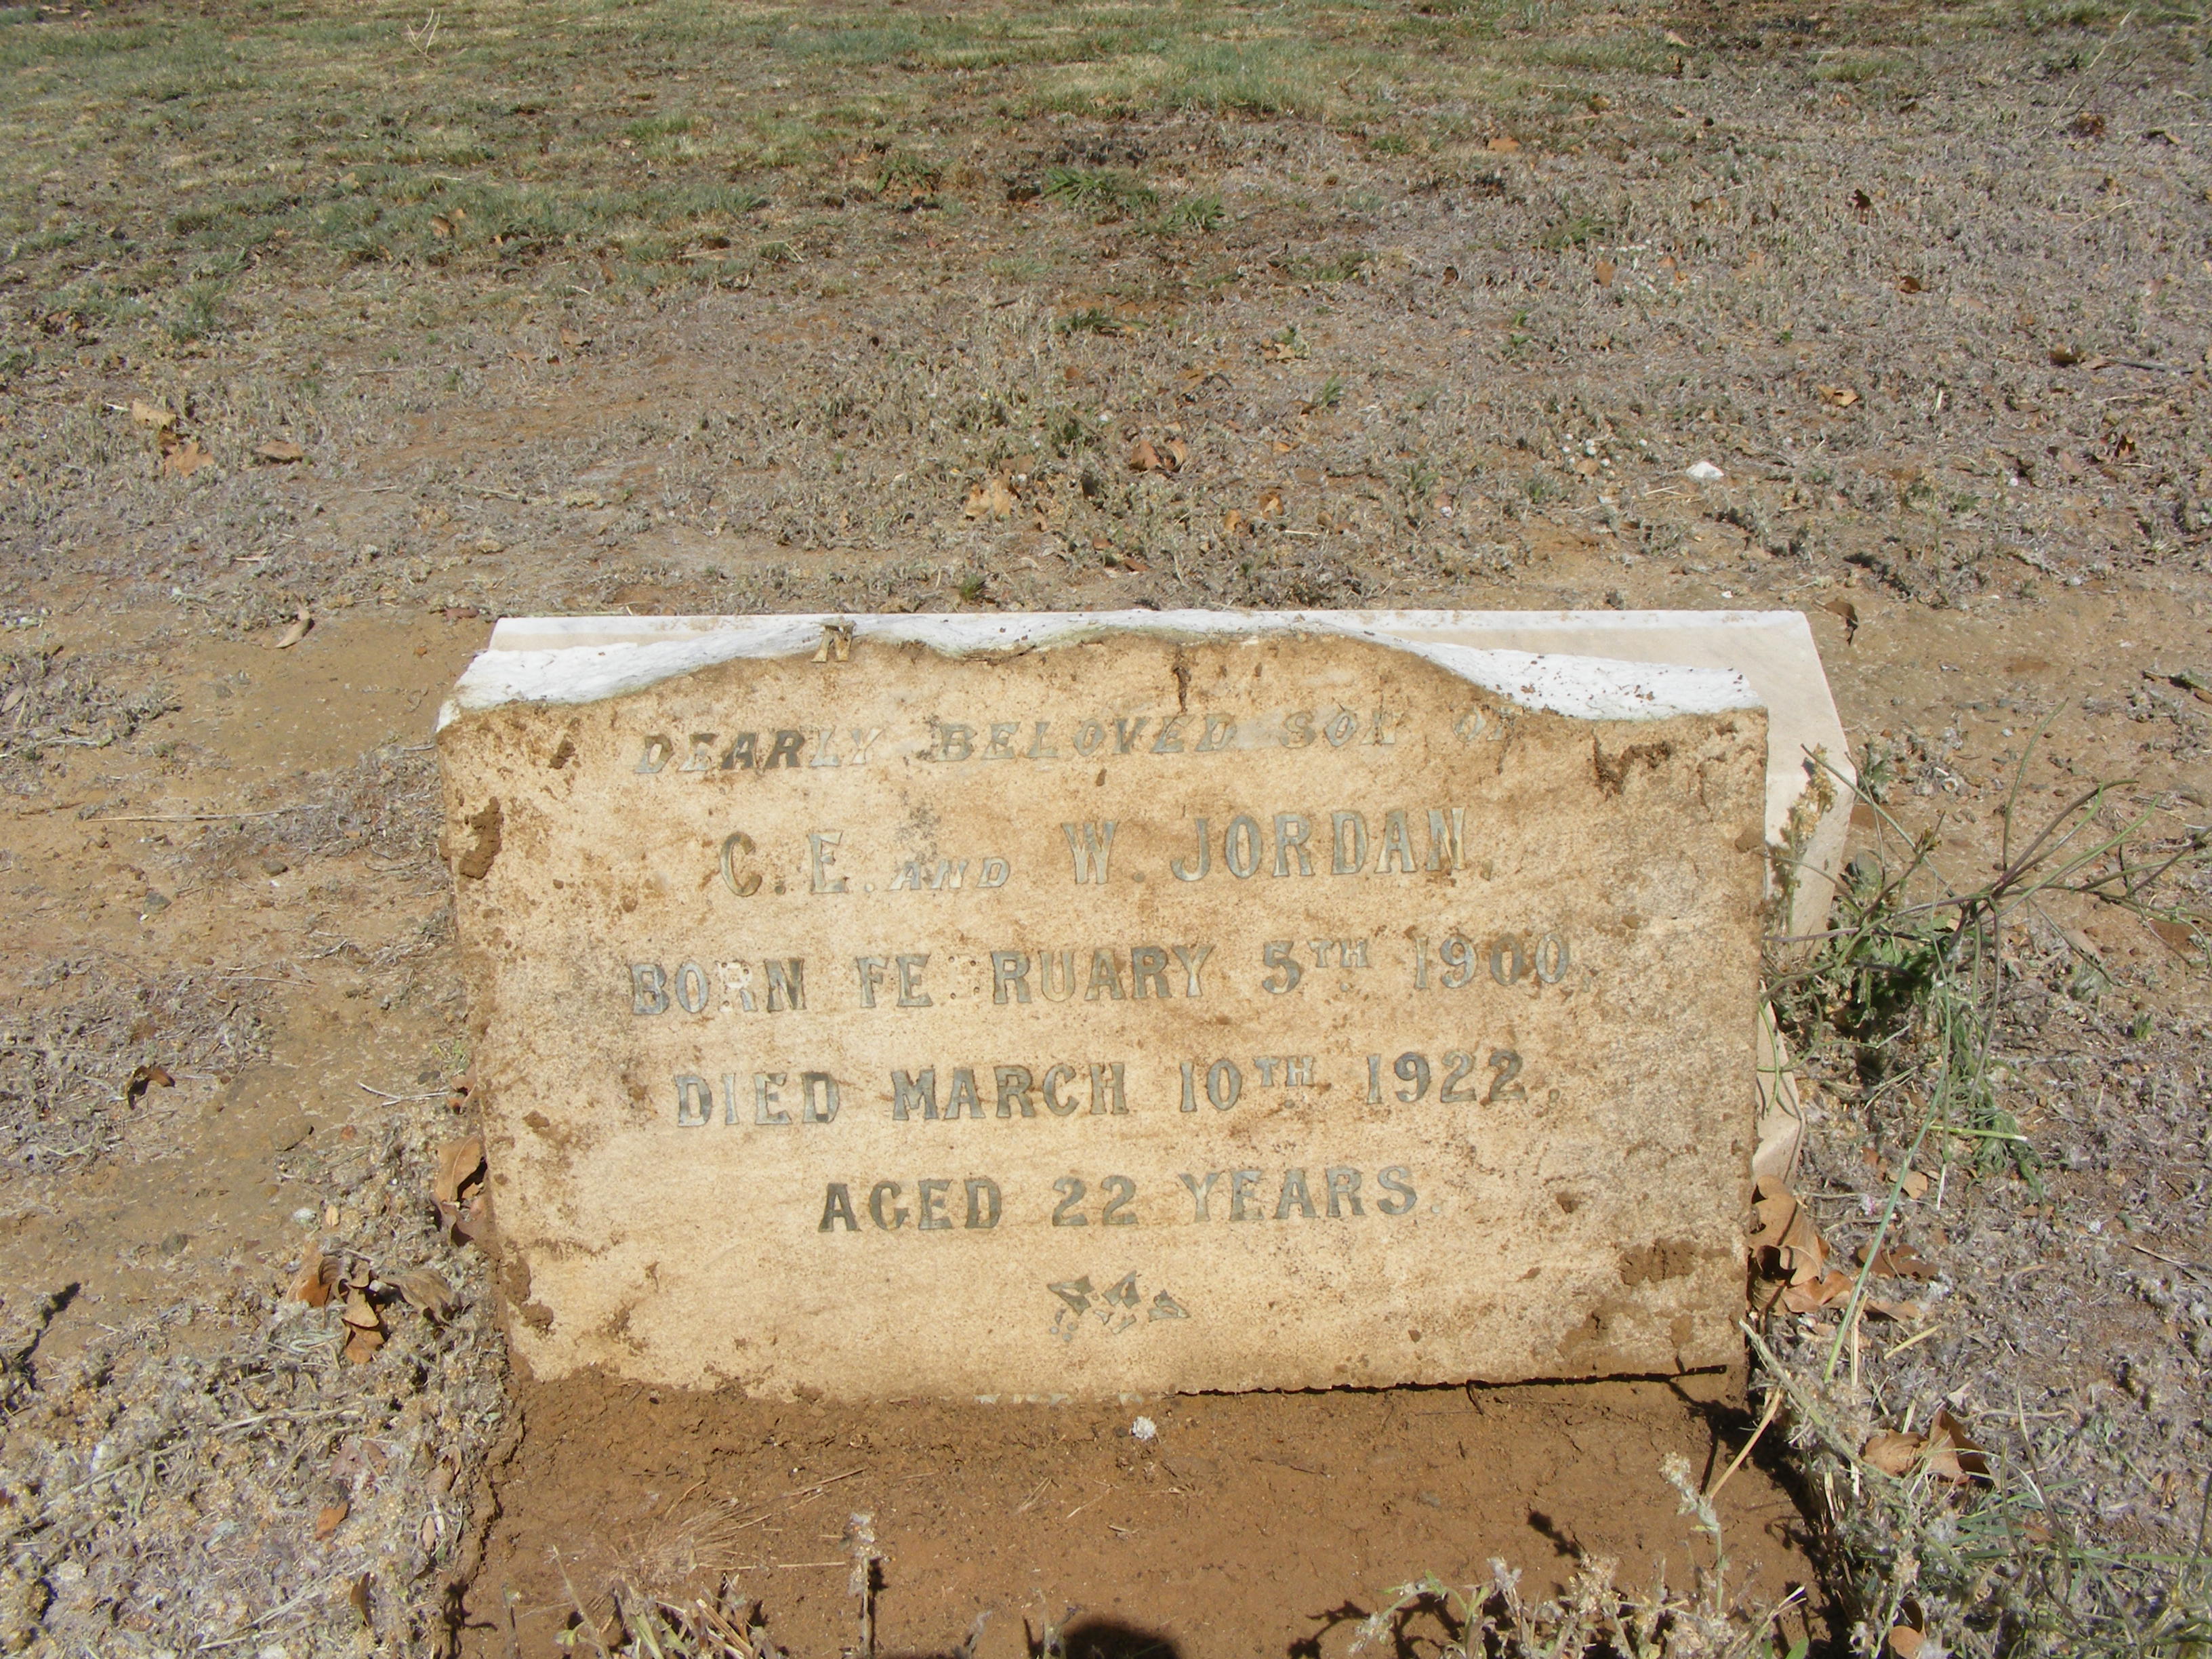 N
DEARLY BELOVED SON OF
C. E. AND W. JORDAN.
BORN FE RUARY 5TH. 1900.
DIED MARCH 10TH. 1922.
AGED 22 YEARS.